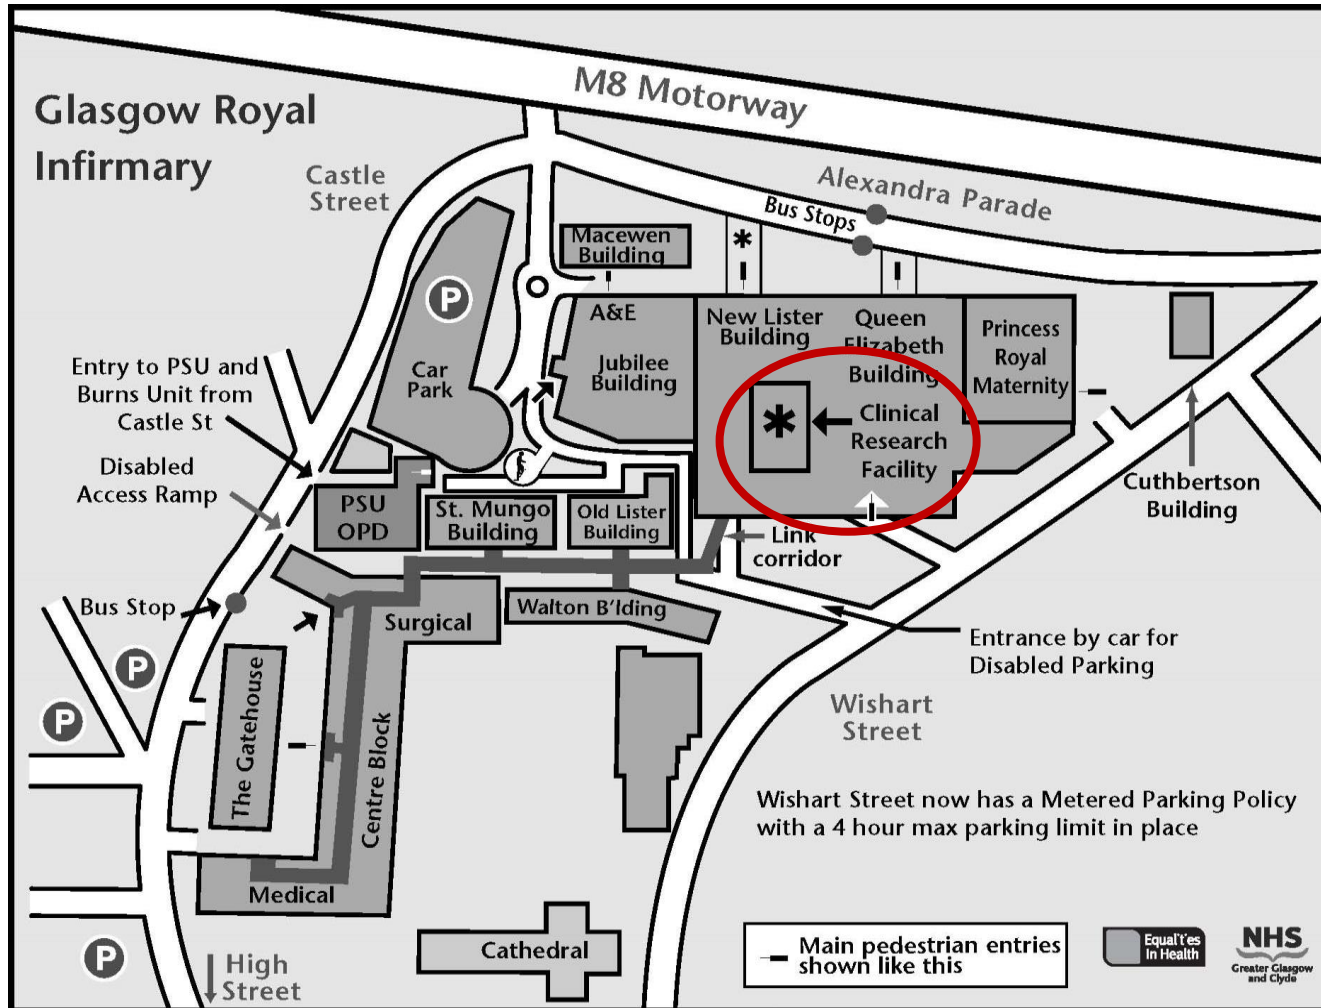 Glasgow Royal
Infirmary
M8 Motorway
Castle
Street
Alexandra Parade
Bus Stops
Macewen
Building
*
P
A&E
New Lister
Building
Queen
Elizabeth
Building
Princess
Royal
Maternity
Jubilee
Building
Car
Park
Entry to PSU and
Burns Unit from
Castle St
*
Clinical
Research
Facility
Disabled
Access Ramp
Cuthbertson
Building
PSU
OPD
St. Mungo
Building
Old Lister
Building
Link
corridor
Bus Stop
Surgical
Walton B'lding
Entrance by car for
Disabled Parking
P
P
The Gatehouse
Centre Block
Wishart
Street
Wishart Street now has a Metered Parking Policy
with a 4 hour max parking limit in place
Medical
Cathedral
P
High
Street
Main pedestrian entries
shown like this
Equal't'es
In Health
NHS
Greater Glasgow
and Clyde